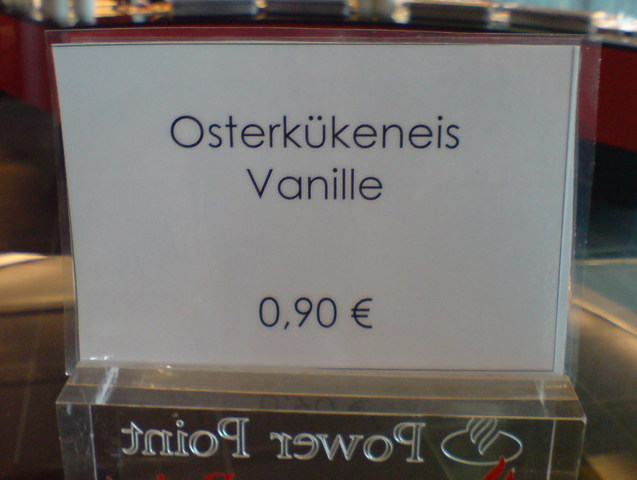 Osterkükeneis
Vanille
0,90 €
Power Point